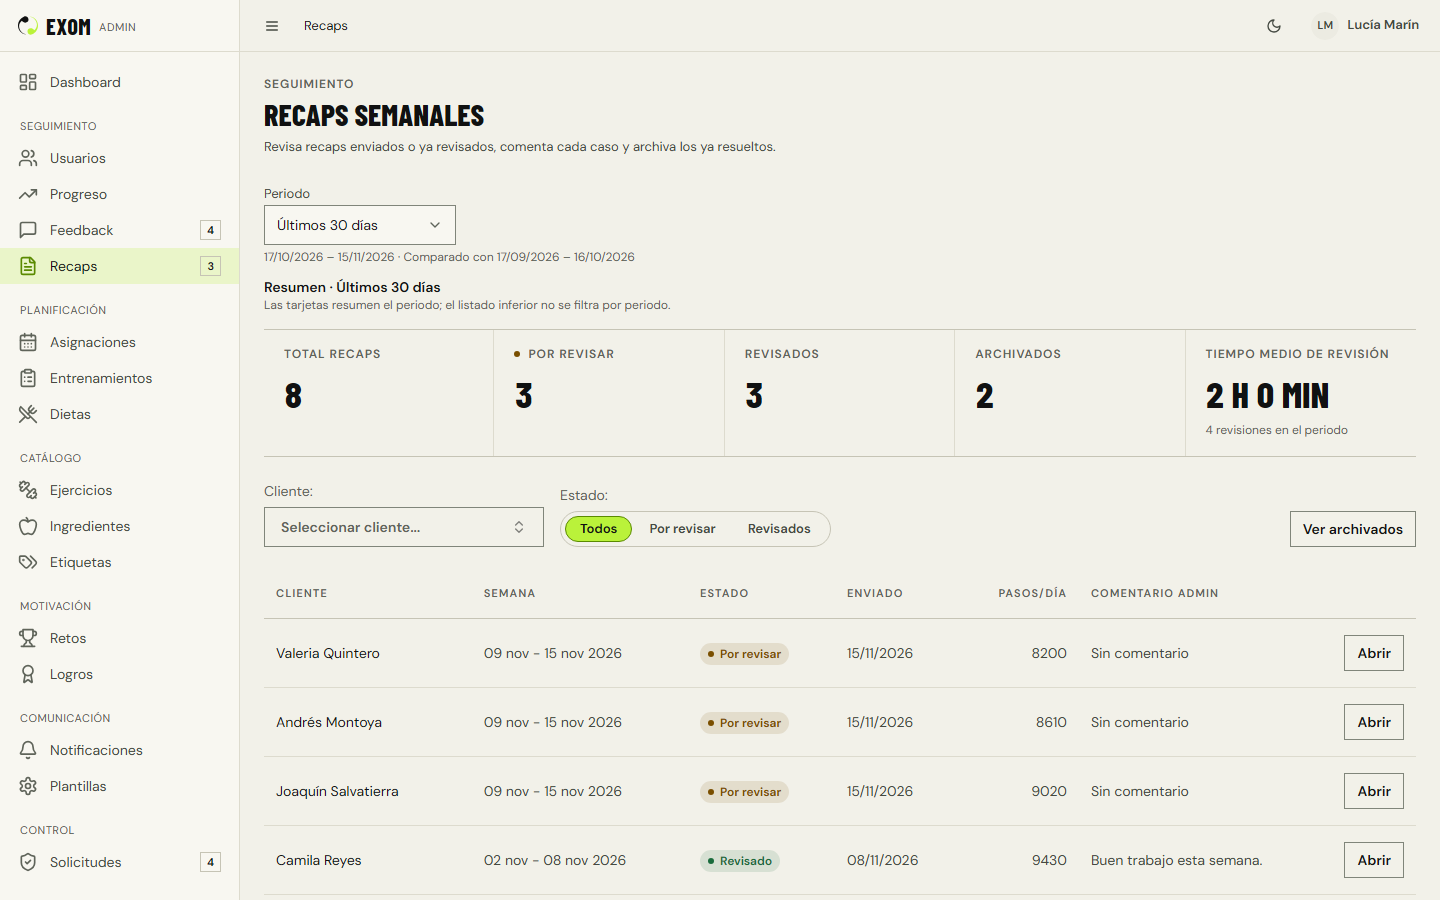 EXOM ADMIN
Recaps
LM Lucía Marín
Dashboard
SEGUIMIENTO
Usuarios
Progreso
Feedback 4
Recaps 3
PLANIFICACIÓN
Asignaciones
Entrenamientos
Dietas
CATÁLOGO
Ejercicios
Ingredientes
Etiquetas
MOTIVACIÓN
Retos
Logros
COMUNICACIÓN
Notificaciones
Plantillas
CONTROL
Solicitudes 4
SEGUIMIENTO
RECAPS SEMANALES
Revisa recaps enviados o ya revisados, comenta cada caso y archiva los ya resueltos.
Periodo
Últimos 30 días
17/10/2026 – 15/11/2026 · Comparado con 17/09/2026 – 16/10/2026
Resumen · Últimos 30 días
Las tarjetas resumen el periodo; el listado inferior no se filtra por periodo.
TOTAL RECAPS
8
POR REVISAR
3
REVISADOS
3
ARCHIVADOS
2
TIEMPO MEDIO DE REVISIÓN
2 H 0 MIN
4 revisiones en el periodo
Cliente:
Seleccionar cliente...
Estado:
Todos Por revisar Revisados
Ver archivados
CLIENTE SEMANA ESTADO ENVIADO PASOS/DÍA COMENTARIO ADMIN
Valeria Quintero 09 nov - 15 nov 2026 Por revisar 15/11/2026 8200 Sin comentario Abrir
Andrés Montoya 09 nov - 15 nov 2026 Por revisar 15/11/2026 8610 Sin comentario Abrir
Joaquín Salvatierra 09 nov - 15 nov 2026 Por revisar 15/11/2026 9020 Sin comentario Abrir
Camila Reyes 02 nov - 08 nov 2026 Revisado 08/11/2026 9430 Buen trabajo esta semana. Abrir